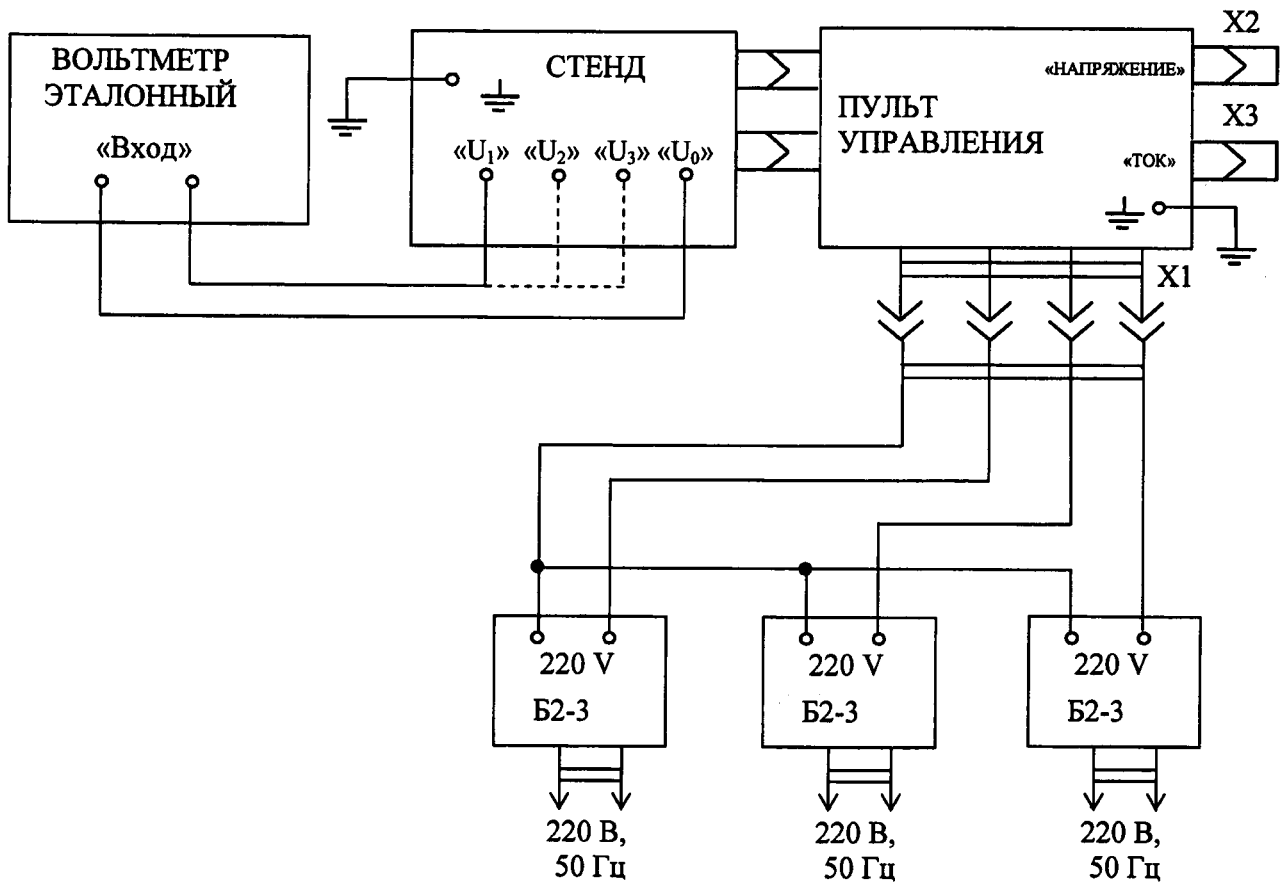 ВОЛЬТМЕТР
ЭТАЛОННЫЙ
«Вход»
СТЕНД
«U₁» «U₂» «U₃» «U₀»
ПУЛЬТ
УПРАВЛЕНИЯ
«НАПРЯЖЕНИЕ»
«ТОК»
X2
X3
X1
220 V
Б2-3
220 В,
50 Гц
220 V
Б2-3
220 В,
50 Гц
220 V
Б2-3
220 В,
50 Гц